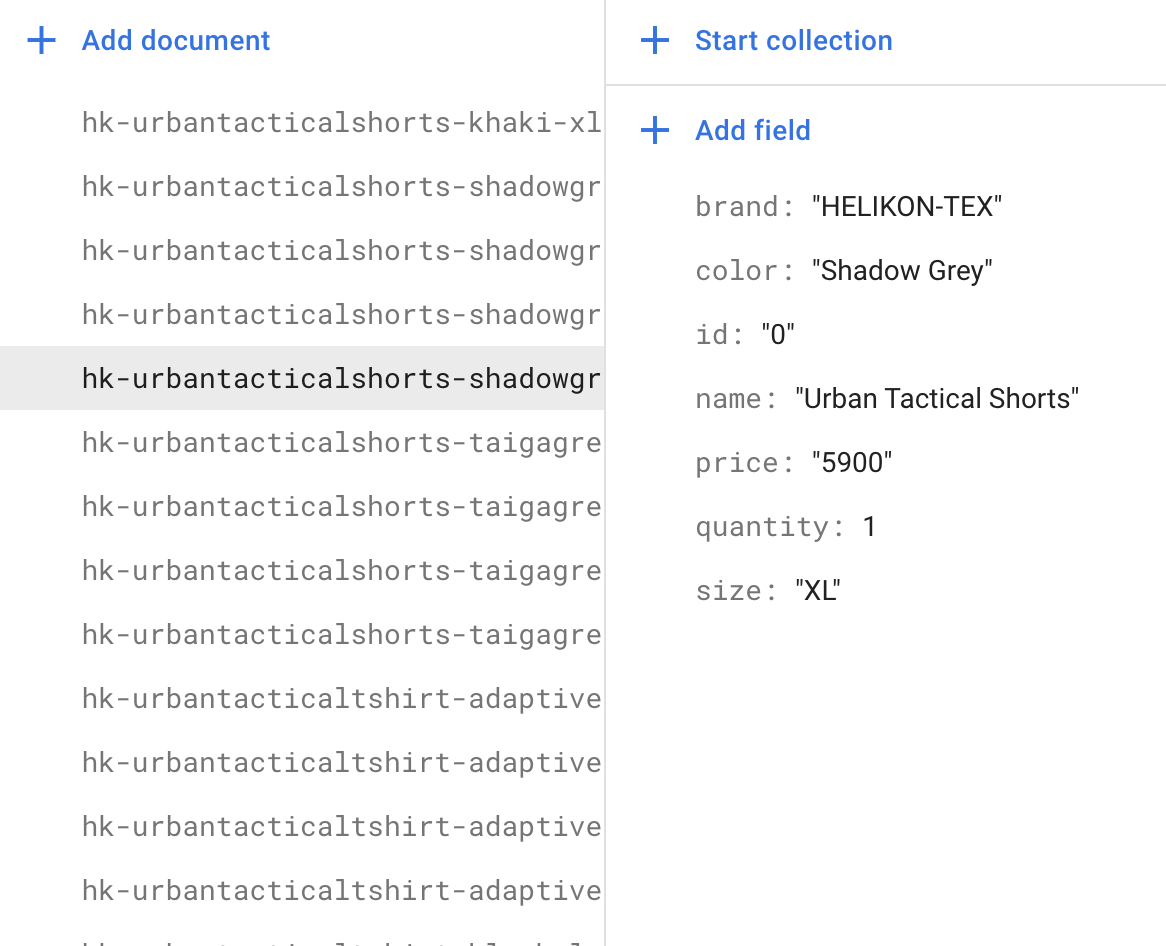 Add document
hk-urbantacticalshorts-khaki-xl
hk-urbantacticalshorts-shadowgr
hk-urbantacticalshorts-shadowgr
hk-urbantacticalshorts-shadowgr
hk-urbantacticalshorts-shadowgr
hk-urbantacticalshorts-taigagre
hk-urbantacticalshorts-taigagre
hk-urbantacticalshorts-taigagre
hk-urbantacticalshorts-taigagre
hk-urbantacticaltshirt-adaptive
hk-urbantacticaltshirt-adaptive
hk-urbantacticaltshirt-adaptive
hk-urbantacticaltshirt-adaptive
Start collection
Add field
brand: "HELIKON-TEX"
color: "Shadow Grey"
id: "0"
name: "Urban Tactical Shorts"
price: "5900"
quantity: 1
size: "XL"